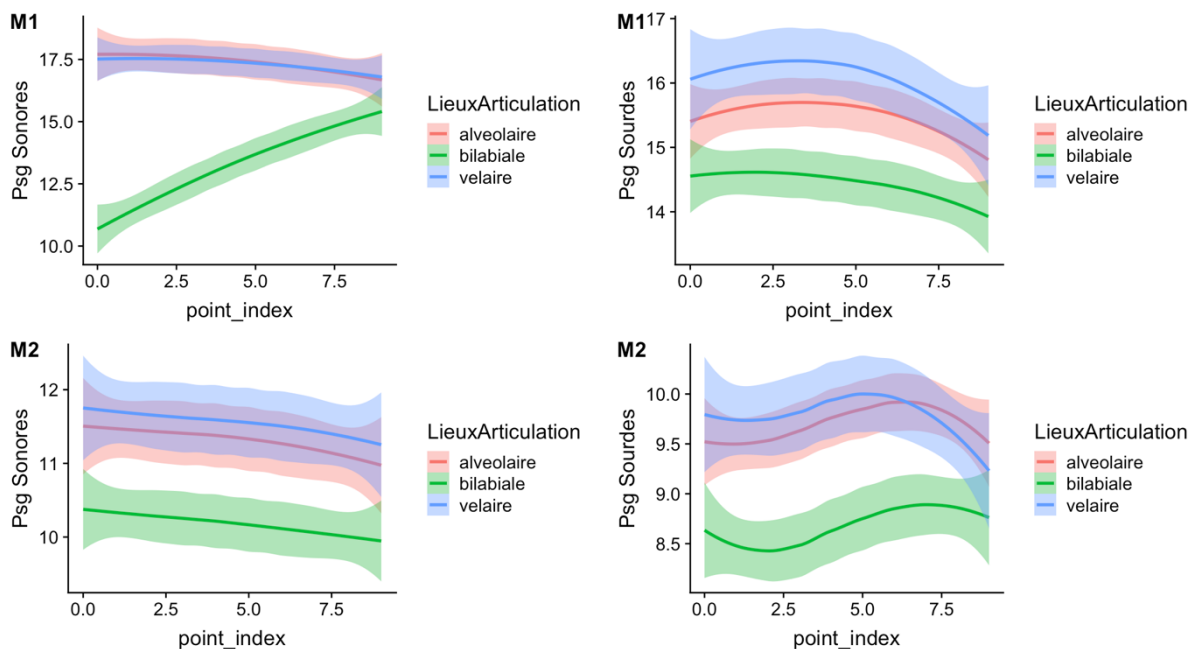 M1
Psg Sonores
17.5
15.0
12.5
10.0
0.0 2.5 5.0 7.5
point_index
LieuxArticulation
alveolaire
bilabiale
velaire
M1
Psg Sourdes
17
16
15
14
0.0 2.5 5.0 7.5
point_index
LieuxArticulation
alveolaire
bilabiale
velaire
M2
Psg Sonores
12
11
10
0.0 2.5 5.0 7.5
point_index
LieuxArticulation
alveolaire
bilabiale
velaire
M2
Psg Sourdes
10.0
9.5
9.0
8.5
0.0 2.5 5.0 7.5
point_index
LieuxArticulation
alveolaire
bilabiale
velaire